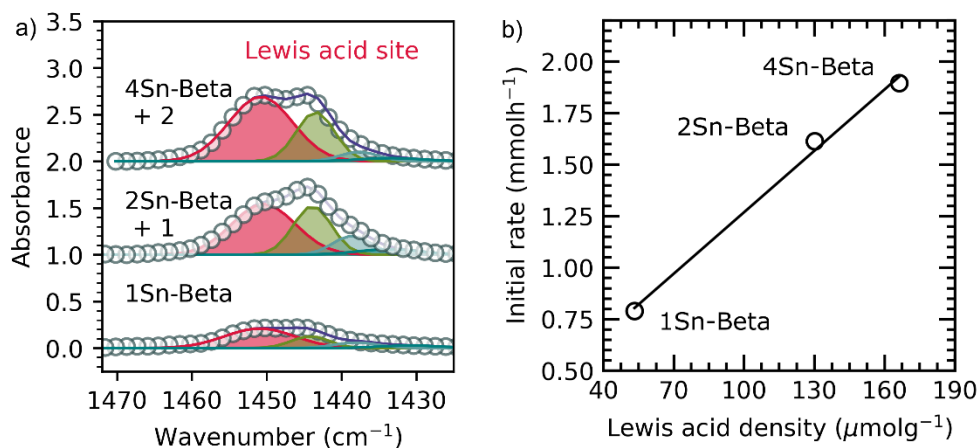 a)
Lewis acid site
4Sn-Beta
+ 2
2Sn-Beta
+ 1
1Sn-Beta
Absorbance
3.5
3.0
2.5
2.0
1.5
1.0
0.5
0.0
1470 1460 1450 1440 1430
Wavenumber (cm⁻¹)
b)
4Sn-Beta
2Sn-Beta
1Sn-Beta
Initial rate (mmolh⁻¹)
2.00
1.75
1.50
1.25
1.00
0.75
0.50
40 70 100 130 160 190
Lewis acid density (μmolg⁻¹)